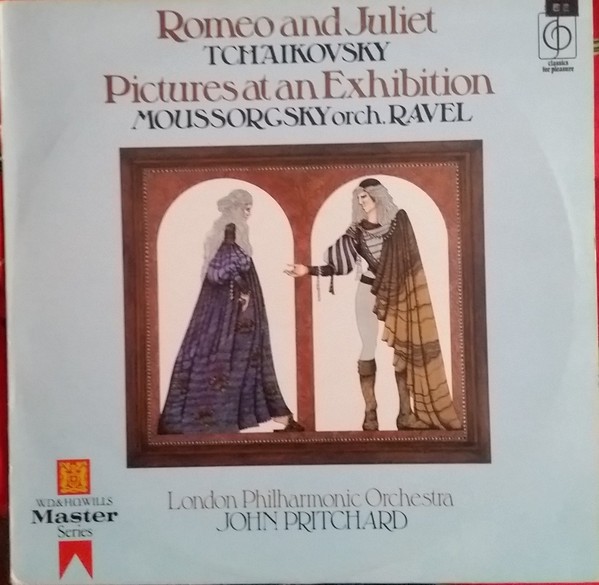 Romeo and Juliet
TCHAIKOVSKY
Pictures at an Exhibition
MOUSSORGSKY orch. RAVEL
classics
for pleasure
W.D.& H.O.WILLS
Master
Series
London Philharmonic Orchestra
JOHN PRITCHARD